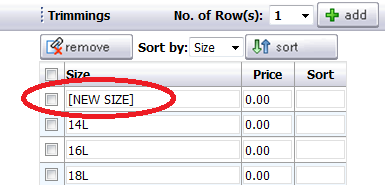 Trimmings No. of Row(s): 1 add
remove Sort by: Size sort
Size Price Sort
[NEW SIZE] 0.00
14L 0.00
16L 0.00
18L 0.00